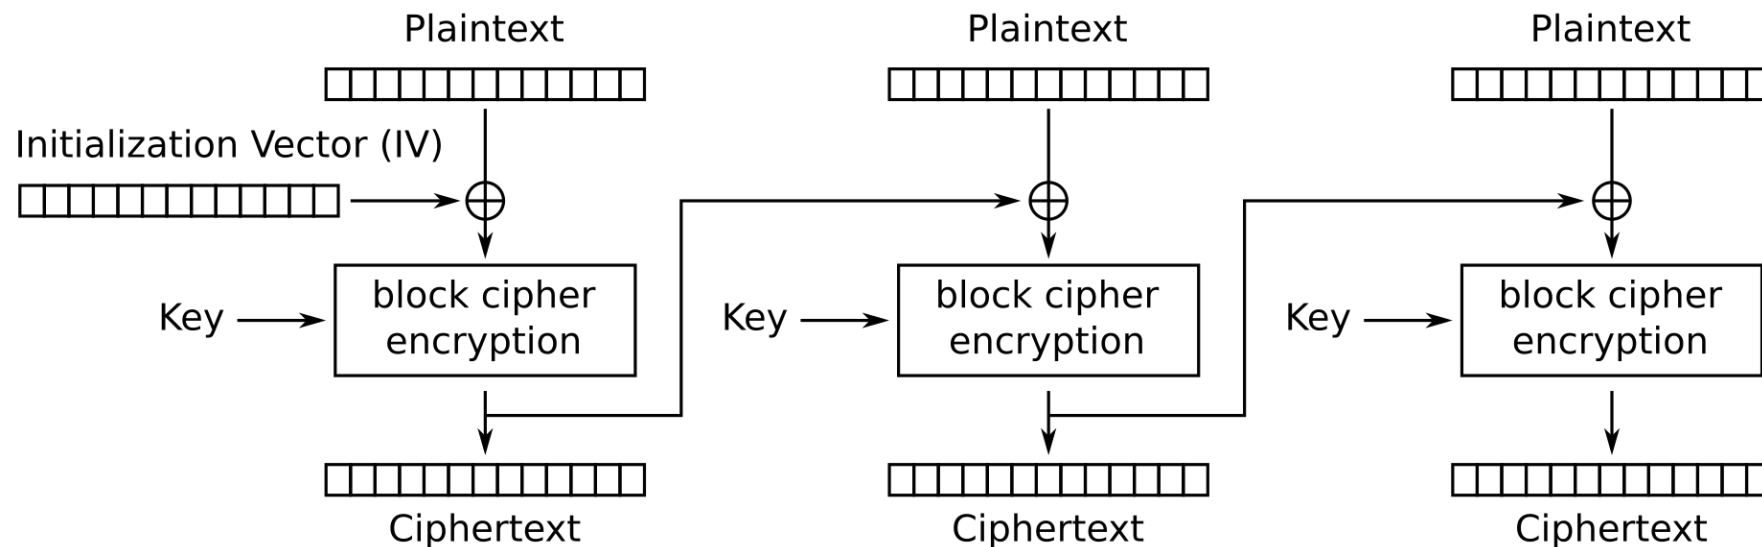 Plaintext
Plaintext
Plaintext
Initialization Vector (IV)
Key
block cipher
encryption
Key
block cipher
encryption
Key
block cipher
encryption
Ciphertext
Ciphertext
Ciphertext